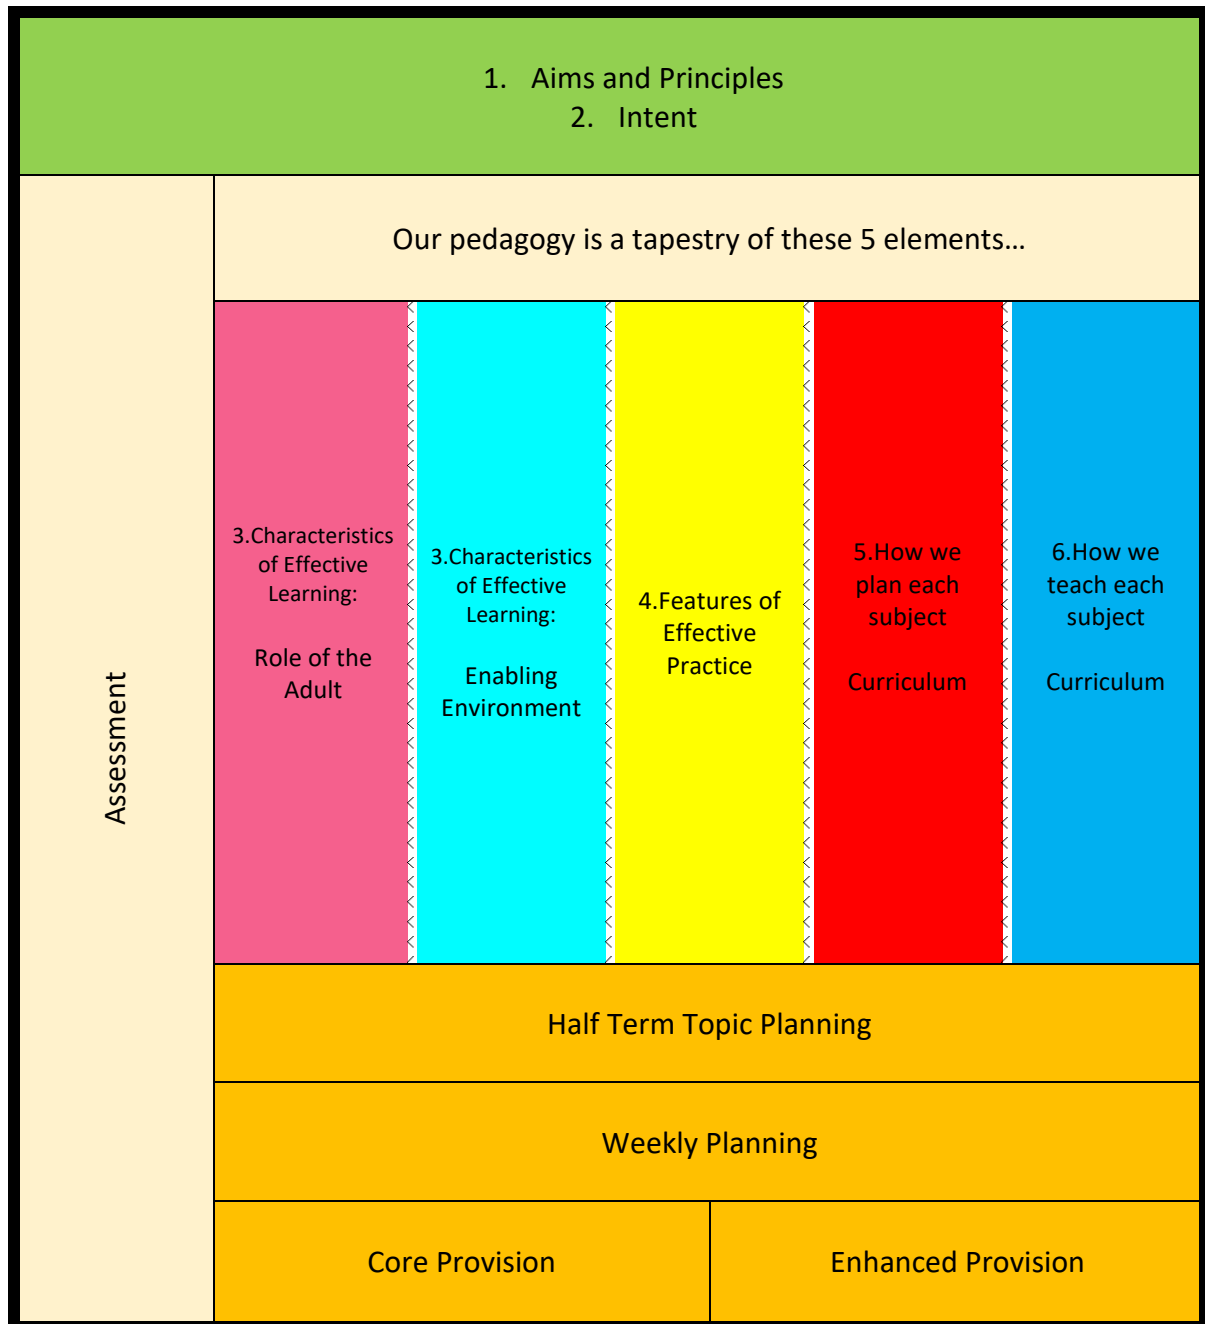 1. Aims and Principles
2. Intent
Assessment
Our pedagogy is a tapestry of these 5 elements…
3.Characteristics
of Effective
Learning:
Role of the
Adult
3.Characteristics
of Effective
Learning:
Enabling
Environment
4.Features of
Effective
Practice
5.How we
plan each
subject
Curriculum
6.How we
teach each
subject
Curriculum
Half Term Topic Planning
Weekly Planning
Core Provision
Enhanced Provision